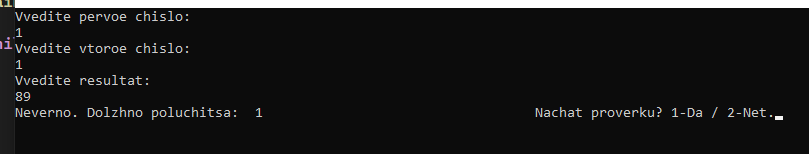 Vvedite pervoe chislo:
1
Vvedite vtoroe chislo:
1
Vvedite resultat:
89
Neverno. Dolzhno poluchitsa:  1 Nachat proverku? 1-Da / 2-Net.